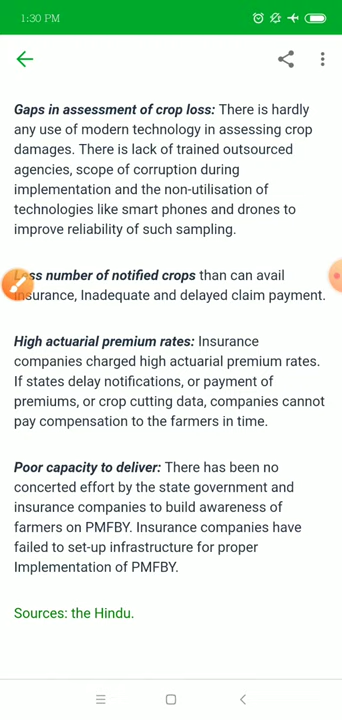 1:30 PM
Gaps in assessment of crop loss: There is hardly
any use of modern technology in assessing crop
damages. There is lack of trained outsourced
agencies, scope of corruption during
implementation and the non-utilisation of
technologies like smart phones and drones to
improve reliability of such sampling.
Less number of notified crops than can avail
insurance, Inadequate and delayed claim payment.
High actuarial premium rates: Insurance
companies charged high actuarial premium rates.
If states delay notifications, or payment of
premiums, or crop cutting data, companies cannot
pay compensation to the farmers in time.
Poor capacity to deliver: There has been no
concerted effort by the state government and
insurance companies to build awareness of
farmers on PMFBY. Insurance companies have
failed to set-up infrastructure for proper
Implementation of PMFBY.
Sources: the Hindu.